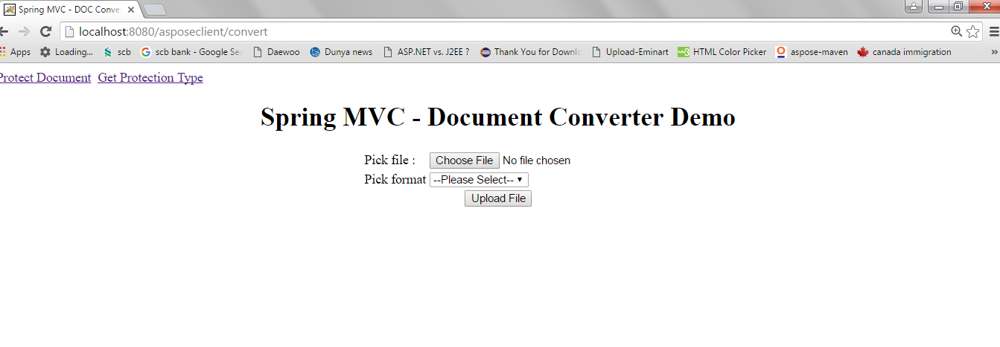 Spring MVC - DOC Conve
localhost:8080/asposeclient/convert
Apps Loading... scb scb bank - Google Sea Daewoo Dunya news ASP.NET vs. J2EE ? Thank You for Downlo Upload-Eminart HTML Color Picker aspose-maven canada immigration »
Protect Document Get Protection Type
Spring MVC - Document Converter Demo
Pick file : Choose File No file chosen
Pick format --Please Select--
Upload File